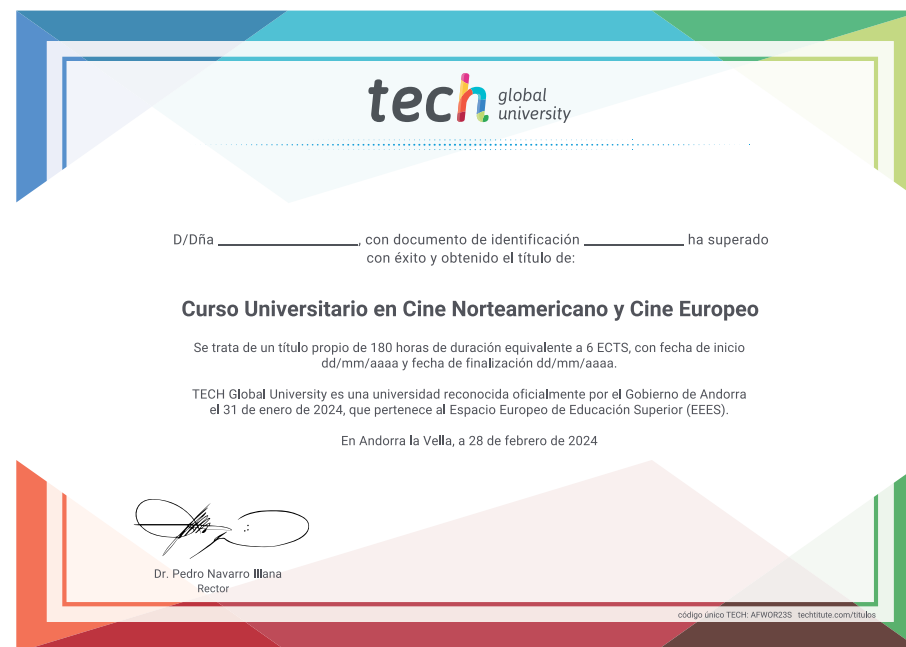 tech global university
D/Dña ____________________, con documento de identificación ______________ ha superado
con éxito y obtenido el título de:
Curso Universitario en Cine Norteamericano y Cine Europeo
Se trata de un título propio de 180 horas de duración equivalente a 6 ECTS, con fecha de inicio
dd/mm/aaaa y fecha de finalización dd/mm/aaaa.
TECH Global University es una universidad reconocida oficialmente por el Gobierno de Andorra
el 31 de enero de 2024, que pertenece al Espacio Europeo de Educación Superior (EEES).
En Andorra la Vella, a 28 de febrero de 2024
Dr. Pedro Navarro Illana
Rector
código único TECH: AFWOR23S techtitute.com/titulos